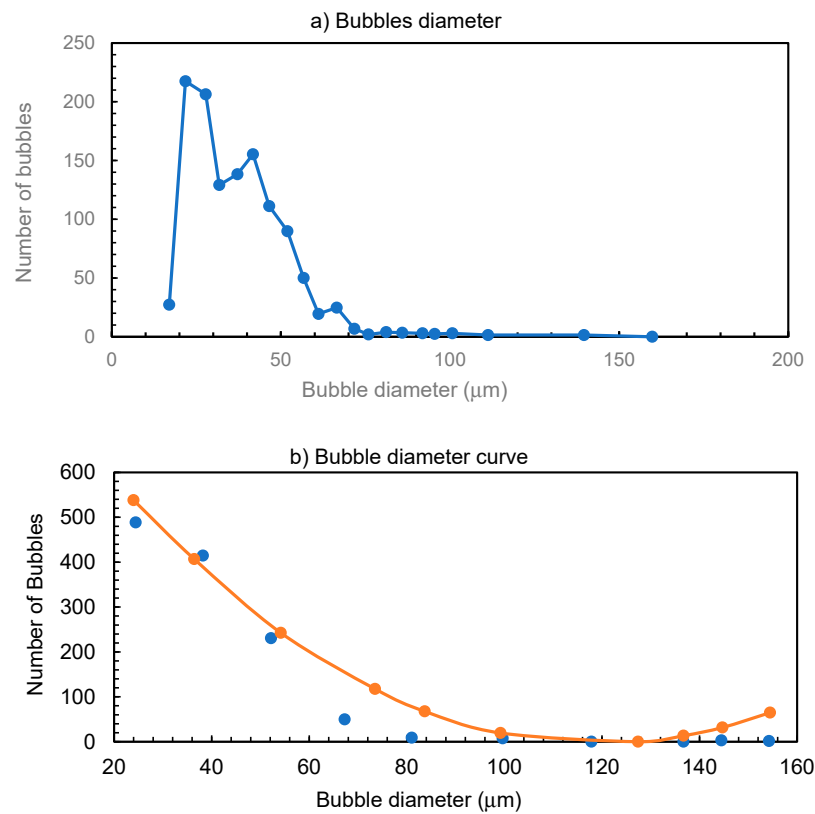 a) Bubbles diameter
250
200
150
100
50
0
Number of bubbles
0 50 100 150 200
Bubble diameter (μm)
b) Bubble diameter curve
600
500
400
300
200
100
0
Number of Bubbles
20 40 60 80 100 120 140 160
Bubble diameter (μm)